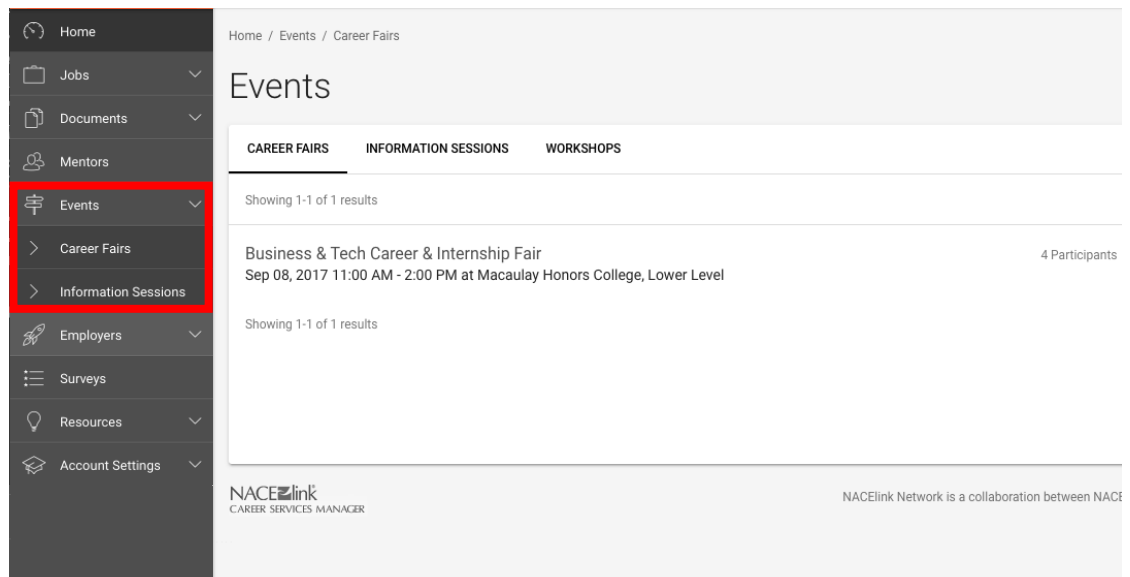 Home
Jobs
Documents
Mentors
Events
Career Fairs
Information Sessions
Employers
Surveys
Resources
Account Settings
Home / Events / Career Fairs
Events
CAREER FAIRS INFORMATION SESSIONS WORKSHOPS
Showing 1-1 of 1 results
Business & Tech Career & Internship Fair
4 Participants
Sep 08, 2017 11:00 AM - 2:00 PM at Macaulay Honors College, Lower Level
Showing 1-1 of 1 results
NACElink
CAREER SERVICES MANAGER
NACElink Network is a collaboration between NACE